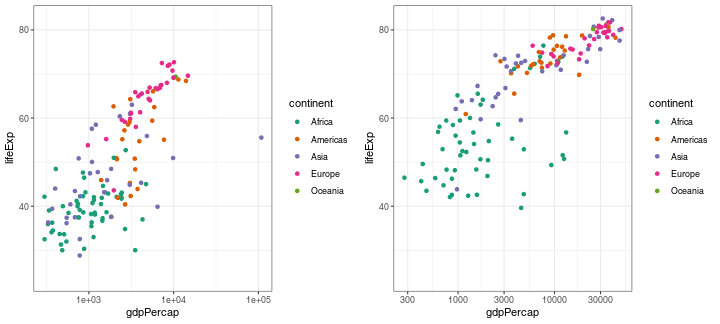 80
60
40
lifeExp
1e+03 1e+04 1e+05
gdpPercap
continent
Africa
Americas
Asia
Europe
Oceania
80
60
40
lifeExp
300 1000 3000 10000 30000
gdpPercap
continent
Africa
Americas
Asia
Europe
Oceania